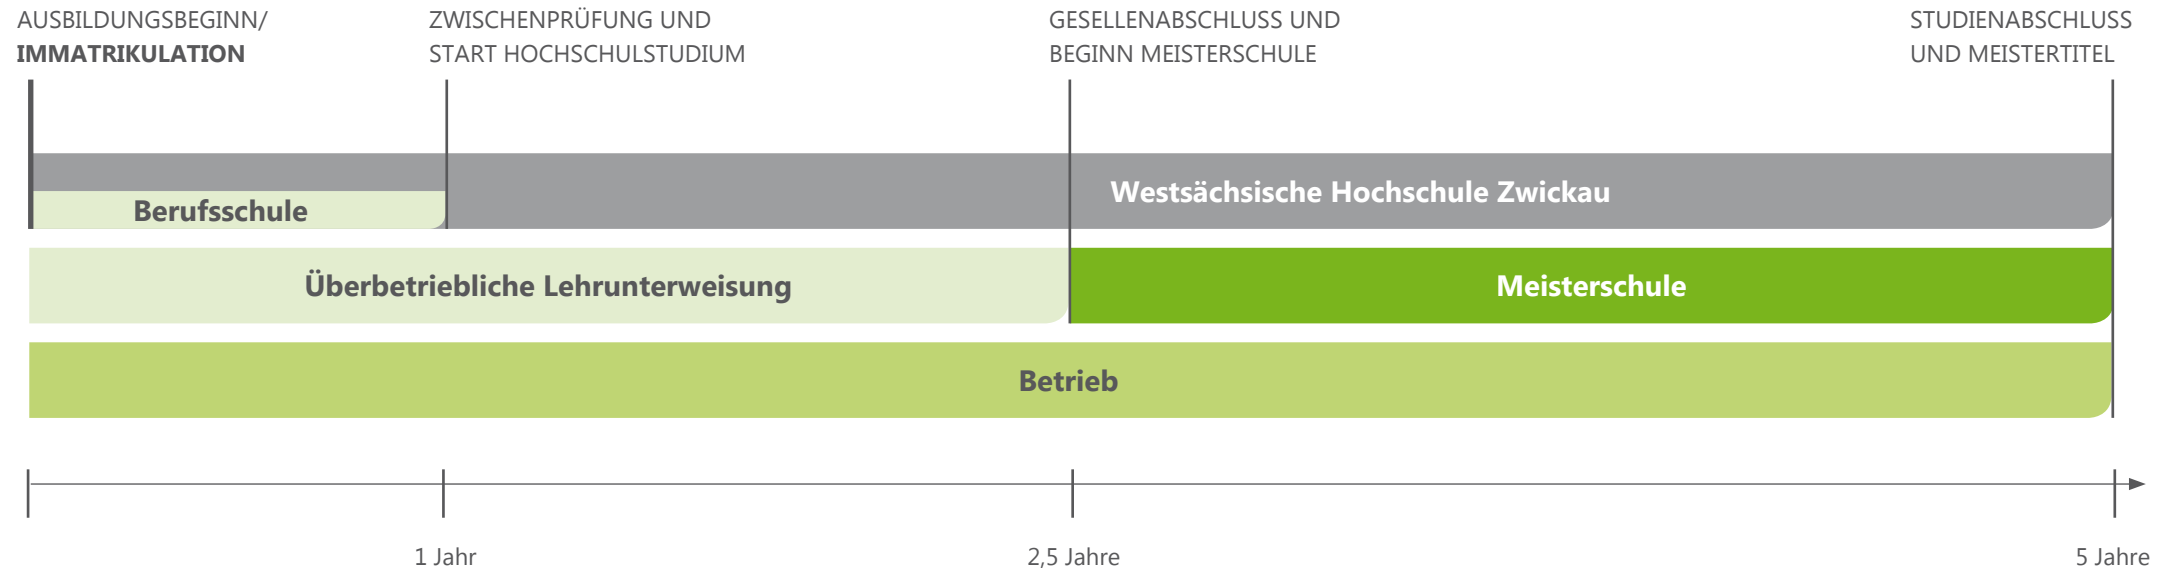 AUSBILDUNGSBEGINN/
IMMATRIKULATION
ZWISCHENPRÜFUNG UND
START HOCHSCHULSTUDIUM
GESELLENABSCHLUSS UND
BEGINN MEISTERSCHULE
STUDIENABSCHLUSS
UND MEISTERTITEL
Westsächsische Hochschule Zwickau
Berufsschule
Überbetriebliche Lehrunterweisung
Meisterschule
Betrieb
1 Jahr
2,5 Jahre
5 Jahre